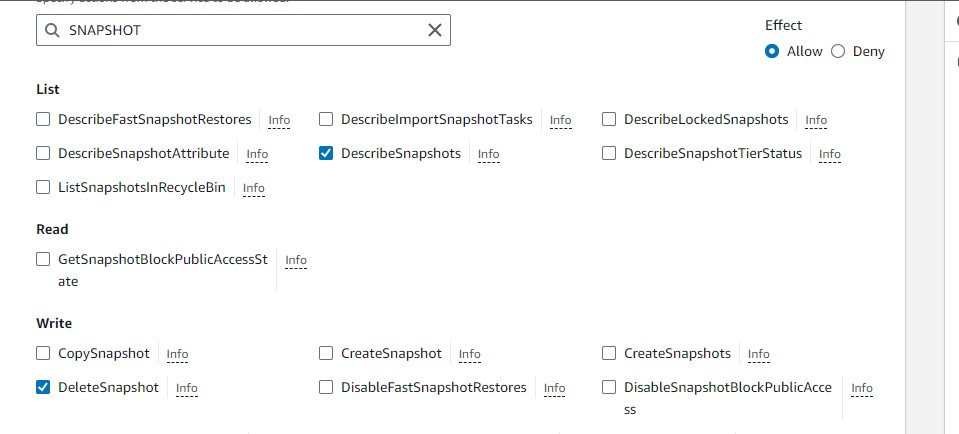 SNAPSHOT
Effect
Allow Deny
List
DescribeFastSnapshotRestores Info DescribeImportSnapshotTasks Info DescribeLockedSnapshots Info
DescribeSnapshotAttribute Info DescribeSnapshots Info DescribeSnapshotTierStatus Info
ListSnapshotsInRecycleBin Info
Read
GetSnapshotBlockPublicAccessSt Info
ate
Write
CopySnapshot Info CreateSnapshot Info CreateSnapshots Info
DeleteSnapshot Info DisableFastSnapshotRestores Info DisableSnapshotBlockPublicAcce Info
ss